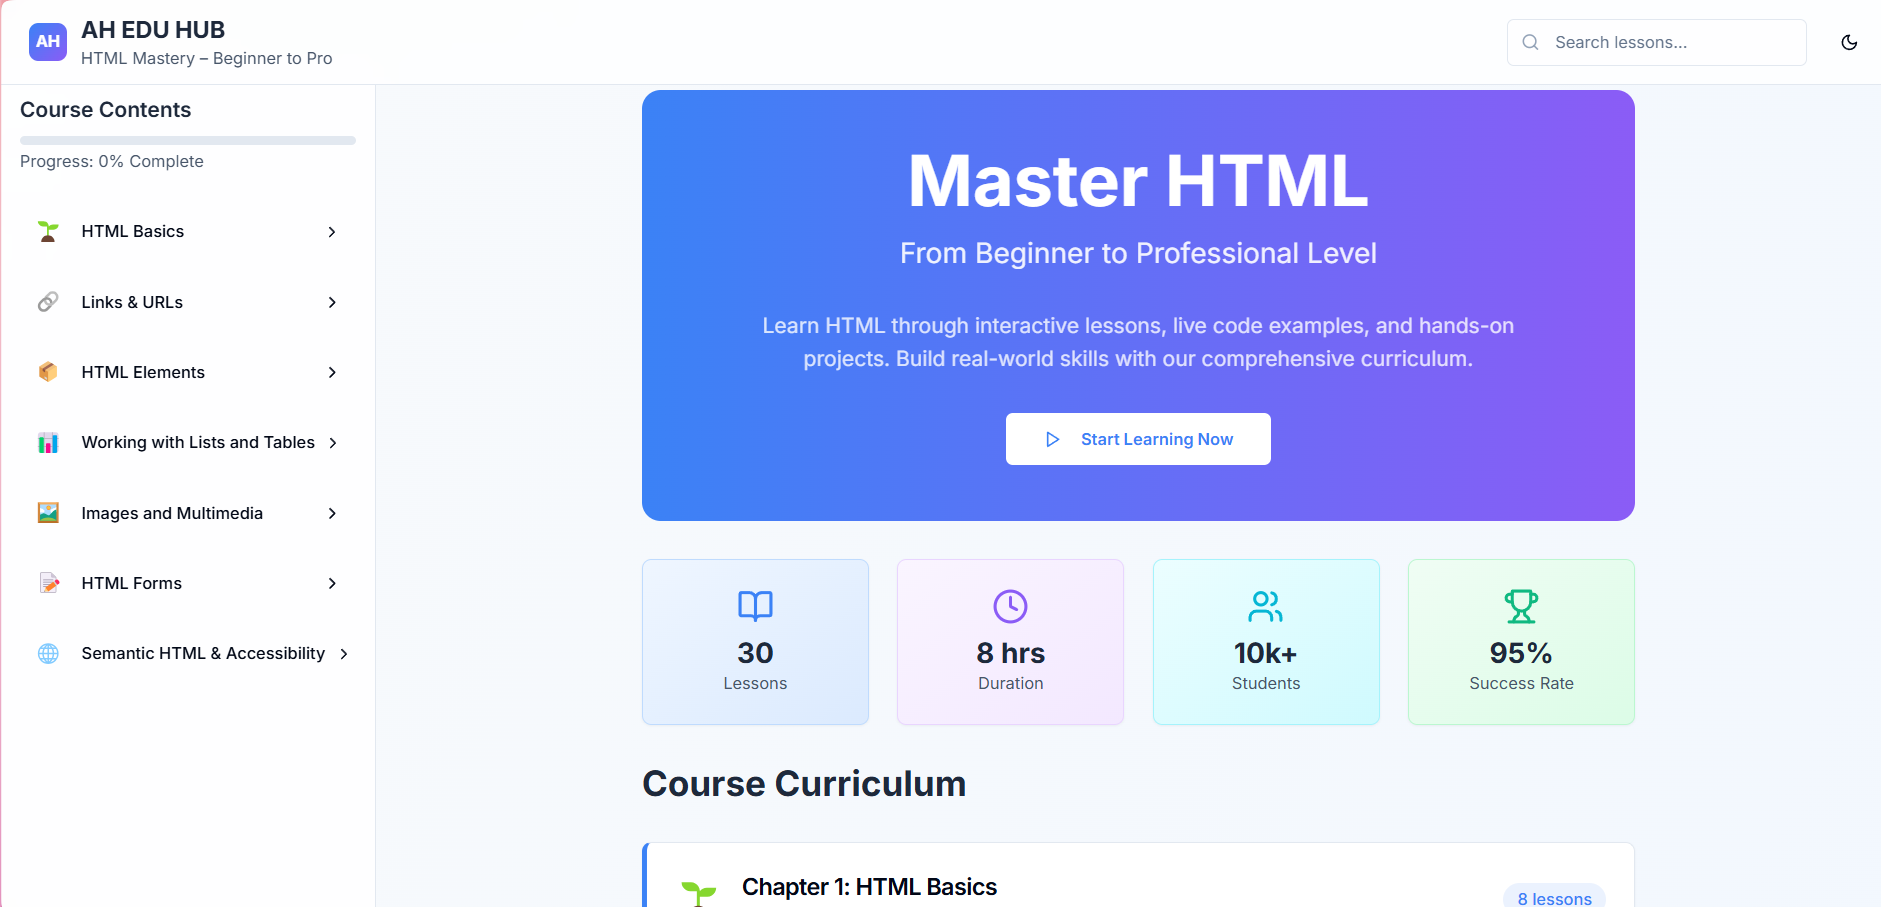 AH
AH EDU HUB
HTML Mastery – Beginner to Pro
Search lessons...
Course Contents
Progress: 0% Complete
HTML Basics
Links & URLs
HTML Elements
Working with Lists and Tables
Images and Multimedia
HTML Forms
Semantic HTML & Accessibility
Master HTML
From Beginner to Professional Level
Learn HTML through interactive lessons, live code examples, and hands-on
projects. Build real-world skills with our comprehensive curriculum.
Start Learning Now
30
Lessons
8 hrs
Duration
10k+
Students
95%
Success Rate
Course Curriculum
Chapter 1: HTML Basics
8 lessons